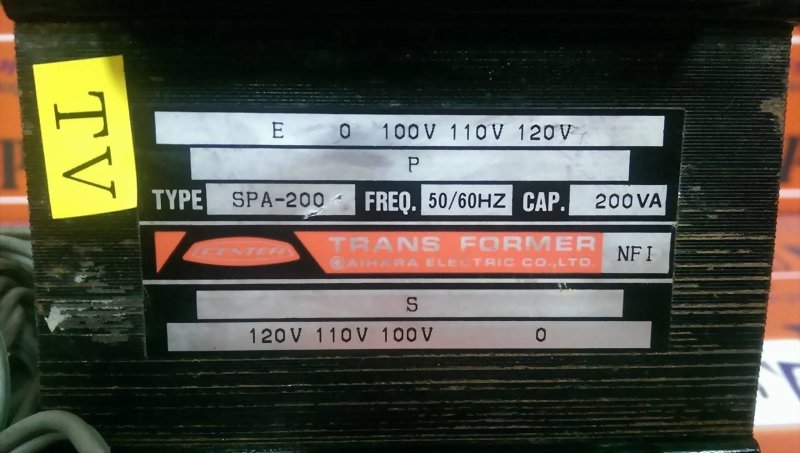 TV
E 0 100V 110V 120V
P
TYPE SPA-200 FREQ. 50/60HZ CAP. 200VA
CENTER TRANS FORMER NFI
AIHARA ELECTRIC CO.,LTD.
S
120V 110V 100V 0